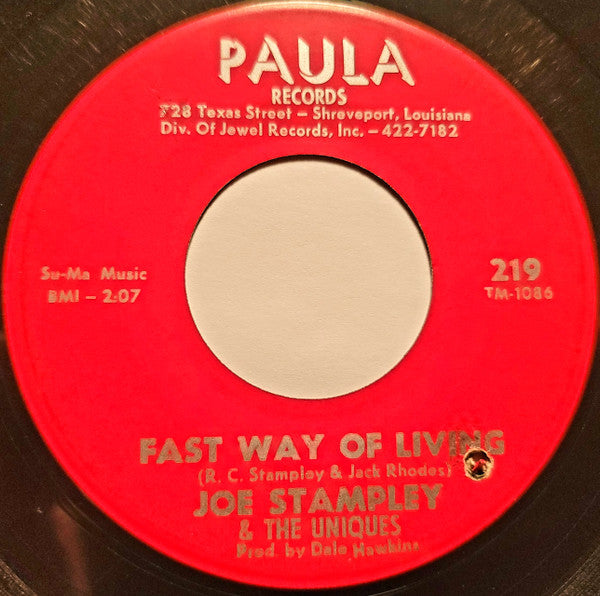 PAULA
RECORDS
728 Texas Street – Shreveport, Louisiana
Div. Of Jewel Records, Inc. – 422-7182
Su-Ma Music
BMI – 2:07
219
TM-1086
FAST WAY OF LIVING
(R. C. Stampley & Jack Rhodes)
JOE STAMPLEY
& THE UNIQUES
Prod. by Dale Hawkins